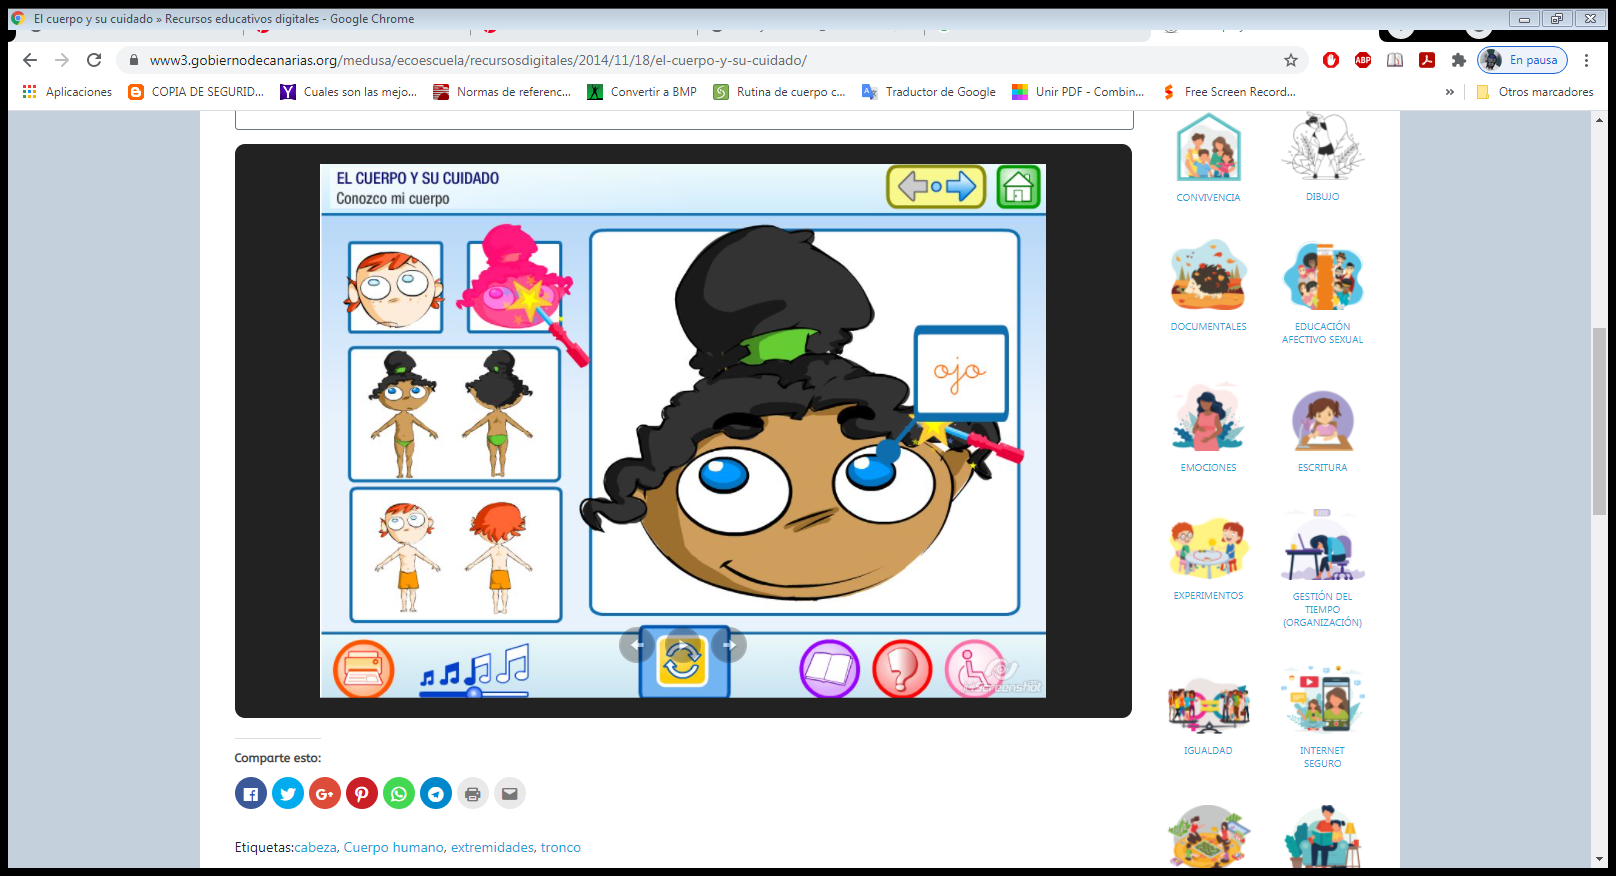 El cuerpo y su cuidado » Recursos educativos digitales - Google Chrome
www3.gobiernodecanarias.org/medusa/ecoescuela/recursosdigitales/2014/11/18/el-cuerpo-y-su-cuidado/
ABP
En pausa
Aplicaciones
COPIA DE SEGURID...
Cuales son las mejo...
Normas de referenc...
Convertir a BMP
Rutina de cuerpo c...
Traductor de Google
Unir PDF - Combin...
Free Screen Record...
»
Otros marcadores
EL CUERPO Y SU CUIDADO
Conozco mi cuerpo
ojo
Comparte esto:
Etiquetas:cabeza, Cuerpo humano, extremidades, tronco
CONVIVENCIA
DIBUJO
DOCUMENTALES
EDUCACIÓN
AFECTIVO SEXUAL
EMOCIONES
ESCRITURA
EXPERIMENTOS
GESTIÓN DEL
TIEMPO
(ORGANIZACIÓN)
IGUALDAD
INTERNET
SEGURO